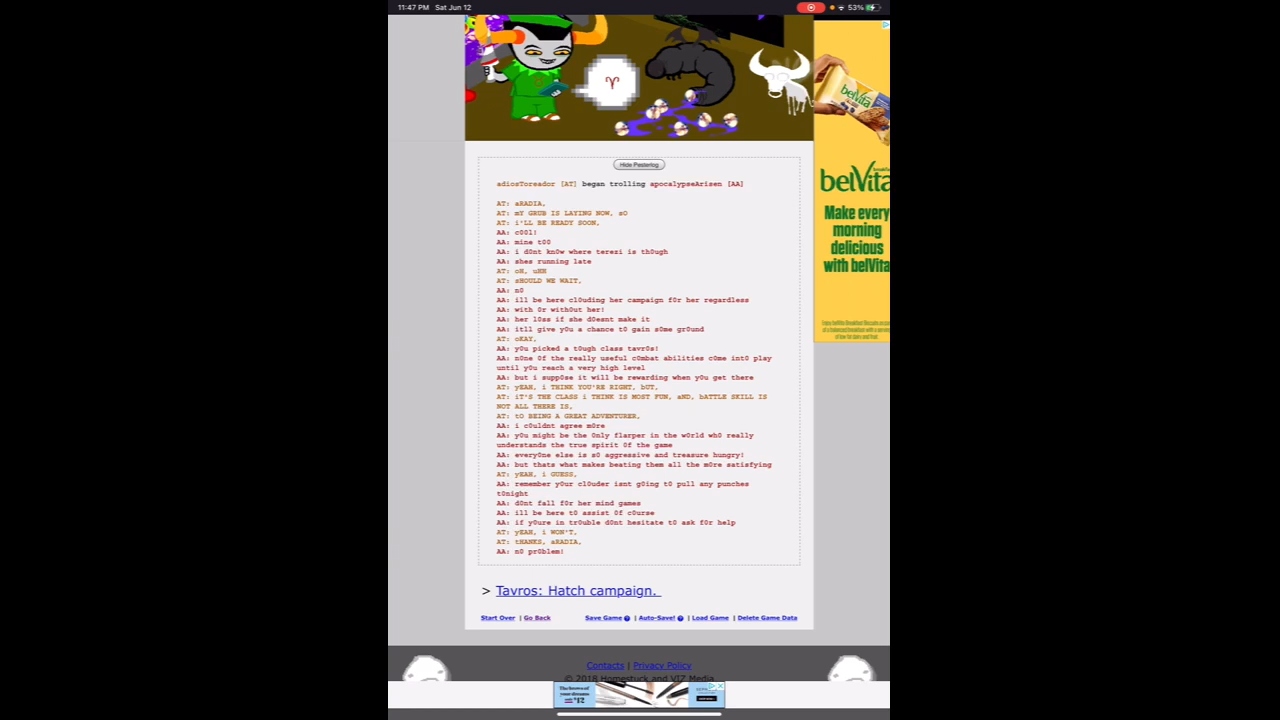 11:47 PM Sat Jun 12
53%
Hide Pesterlog
adiosToreador [AT] began trolling apocalypseArisen [AA]
AT: aRADIA,
AT: mY GRUB IS LAYING NOW, sO
AT: i'LL BE READY SOON,
AA: c00l!
AA: mine t00
AA: i d0nt kn0w where terezi is th0ugh
AA: shes running late
AT: oH, uHH
AT: sHOULD WE WAIT,
AA: n0
AA: ill be here cl0uding her campaign f0r her regardless
AA: with 0r with0ut her!
AA: her l0ss if she d0esnt make it
AA: itll give y0u a chance t0 gain s0me gr0und
AT: oKAY,
AA: y0u picked a t0ugh class tavr0s!
AA: n0ne 0f the really useful c0mbat abilities c0me int0 play
until y0u reach a very high level
AA: but i supp0se it will be rewarding when y0u get there
AT: yEAH, i THINK YOU'RE RIGHT, bUT,
AT: iT'S THE CLASS i THINK IS MOST FUN, aND, bATTLE SKILL IS
NOT ALL THERE IS,
AT: tO BEING A GREAT ADVENTURER,
AA: i c0uldnt agree m0re
AA: y0u might be the 0nly flarper in the w0rld wh0 really
understands the true spirit 0f the game
AA: every0ne else is s0 aggressive and treasure hungry!
AA: but thats what makes beating them all the m0re satisfying
AT: yEAH, i GUESS,
AA: remember y0ur cl0uder isnt g0ing t0 pull any punches
t0night
AA: d0nt fall f0r her mind games
AA: ill be here t0 assist 0f c0urse
AA: if y0ure in tr0uble d0nt hesitate t0 ask f0r help
AT: yEAH, i WON'T,
AT: tHANKS, aRADIA,
AA: n0 pr0blem!
> Tavros: Hatch campaign.
Start Over | Go Back Save Game ? | Auto-Save! ? | Load Game | Delete Game Data
Contacts | Privacy Policy
© 2018 Homestuck and VIZ Media
belVita
belVita
Make every
morning
delicious
with belVita